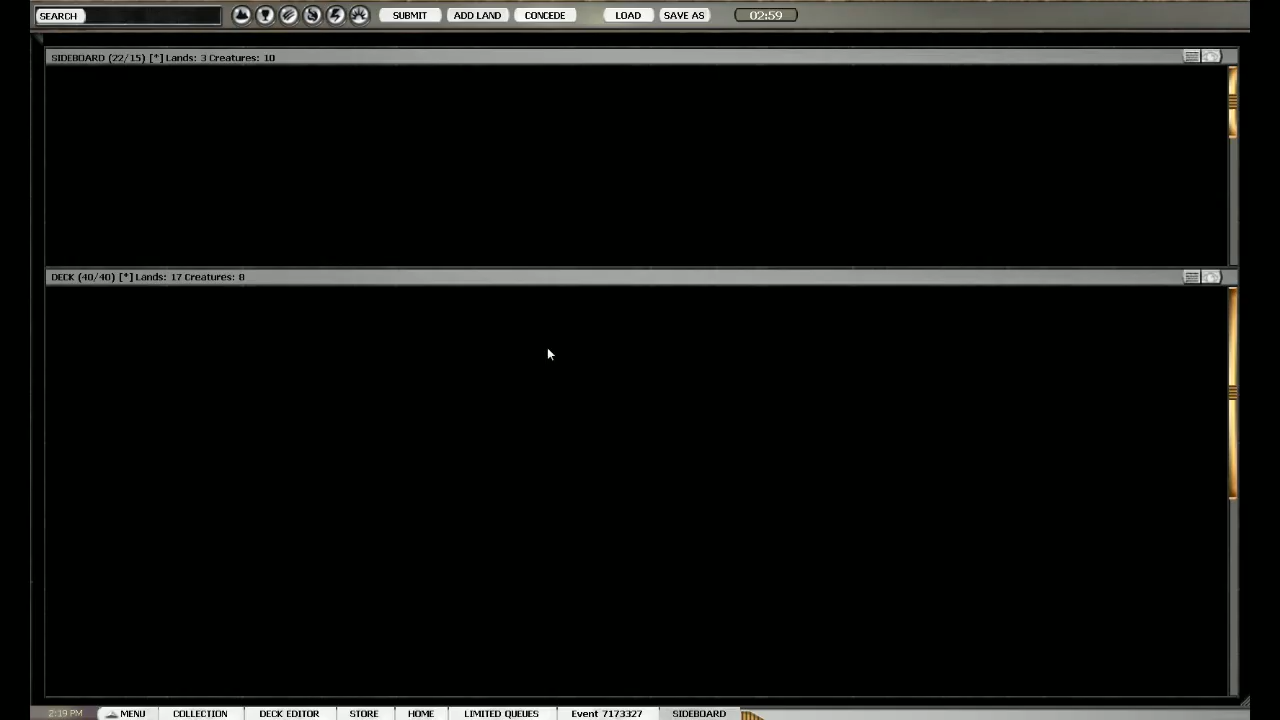 SEARCH SUBMIT ADD LAND CONCEDE LOAD SAVE AS 02:59
SIDEBOARD (22/15) [*] Lands: 3 Creatures: 10
DECK (40/40) [*] Lands: 17 Creatures: 8
2:19 PM MENU COLLECTION DECK EDITOR STORE HOME LIMITED QUEUES Event 7173327 SIDEBOARD